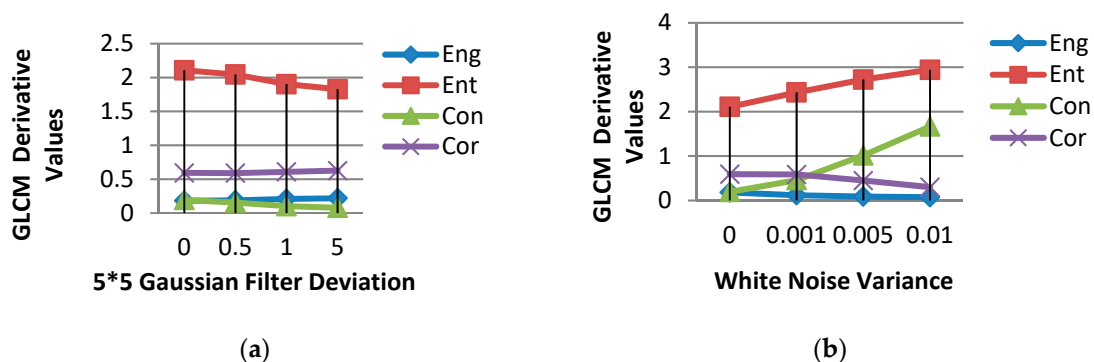 GLCM Derivative
Values
2.5
2
1.5
1
0.5
0
0 0.5 1 5
5*5 Gaussian Filter Deviation
Eng
Ent
Con
Cor
(a)
GLCM Derivative
Values
4
3
2
1
0
0 0.001 0.005 0.01
White Noise Variance
Eng
Ent
Con
Cor
(b)